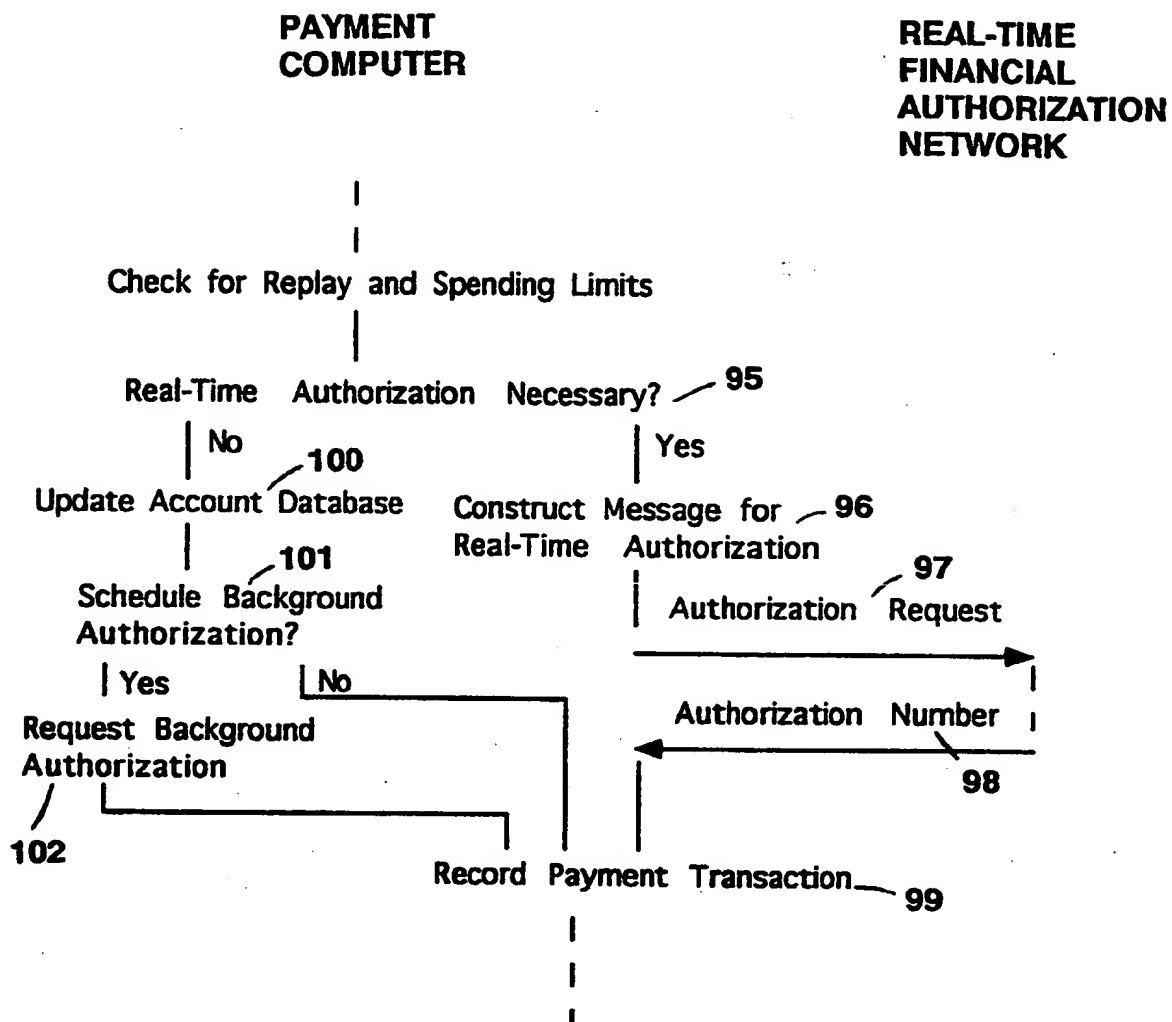 PAYMENT
COMPUTER
REAL-TIME
FINANCIAL
AUTHORIZATION
NETWORK
Check for Replay and Spending Limits
Real-Time Authorization Necessary? 95
No
Yes
100
Update Account Database
Construct Message for 96
Real-Time Authorization
101
Schedule Background
Authorization?
97
Authorization Request
Yes
No
Authorization Number
98
Request Background
Authorization
102
Record Payment Transaction 99